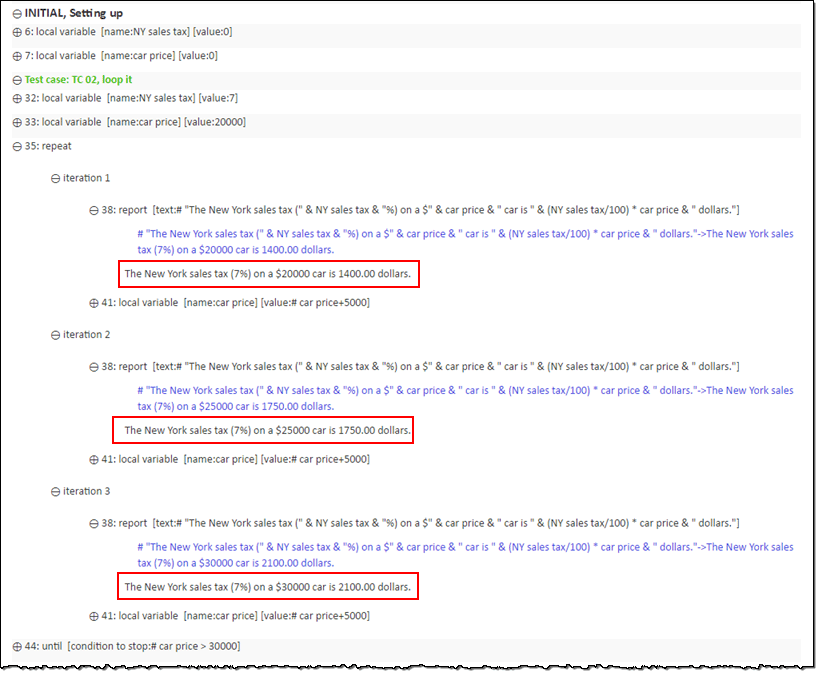 INITIAL, Setting up
6: local variable [name:NY sales tax] [value:0]
7: local variable [name:car price] [value:0]
Test case: TC 02, loop it
32: local variable [name:NY sales tax] [value:7]
33: local variable [name:car price] [value:20000]
35: repeat
iteration 1
38: report [text:# "The New York sales tax (" & NY sales tax & "%) on a $" & car price & " car is " & (NY sales tax/100) * car price & " dollars."]
# "The New York sales tax (" & NY sales tax & "%) on a $" & car price & " car is " & (NY sales tax/100) * car price & " dollars."->The New York sales
tax (7%) on a $20000 car is 1400.00 dollars.
The New York sales tax (7%) on a $20000 car is 1400.00 dollars.
41: local variable [name:car price] [value:# car price+5000]
iteration 2
38: report [text:# "The New York sales tax (" & NY sales tax & "%) on a $" & car price & " car is " & (NY sales tax/100) * car price & " dollars."]
# "The New York sales tax (" & NY sales tax & "%) on a $" & car price & " car is " & (NY sales tax/100) * car price & " dollars."->The New York sales
tax (7%) on a $25000 car is 1750.00 dollars.
The New York sales tax (7%) on a $25000 car is 1750.00 dollars.
41: local variable [name:car price] [value:# car price+5000]
iteration 3
38: report [text:# "The New York sales tax (" & NY sales tax & "%) on a $" & car price & " car is " & (NY sales tax/100) * car price & " dollars."]
# "The New York sales tax (" & NY sales tax & "%) on a $" & car price & " car is " & (NY sales tax/100) * car price & " dollars."->The New York sales
tax (7%) on a $30000 car is 2100.00 dollars.
The New York sales tax (7%) on a $30000 car is 2100.00 dollars.
41: local variable [name:car price] [value:# car price+5000]
44: until [condition to stop:# car price > 30000]